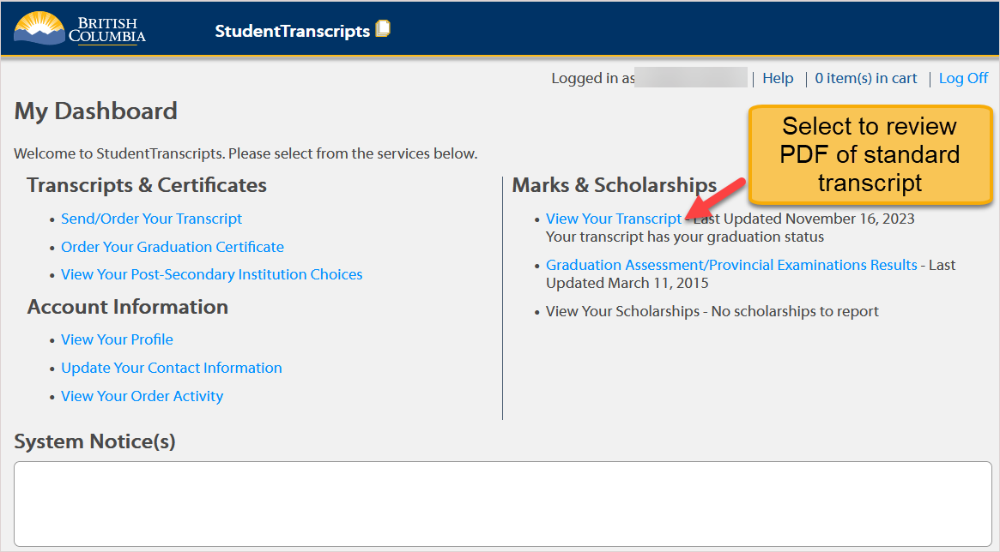 BRITISH
COLUMBIA
StudentTranscripts
Logged in as
Help
0 item(s) in cart
Log Off
My Dashboard
Select to review
PDF of standard
transcript
Welcome to StudentTranscripts. Please select from the services below.
Transcripts & Certificates
• Send/Order Your Transcript
• Order Your Graduation Certificate
• View Your Post-Secondary Institution Choices
Account Information
• View Your Profile
• Update Your Contact Information
• View Your Order Activity
Marks & Scholarships
• View Your Transcript - Last Updated November 16, 2023
Your transcript has your graduation status
• Graduation Assessment/Provincial Examinations Results - Last
Updated March 11, 2015
• View Your Scholarships - No scholarships to report
System Notice(s)